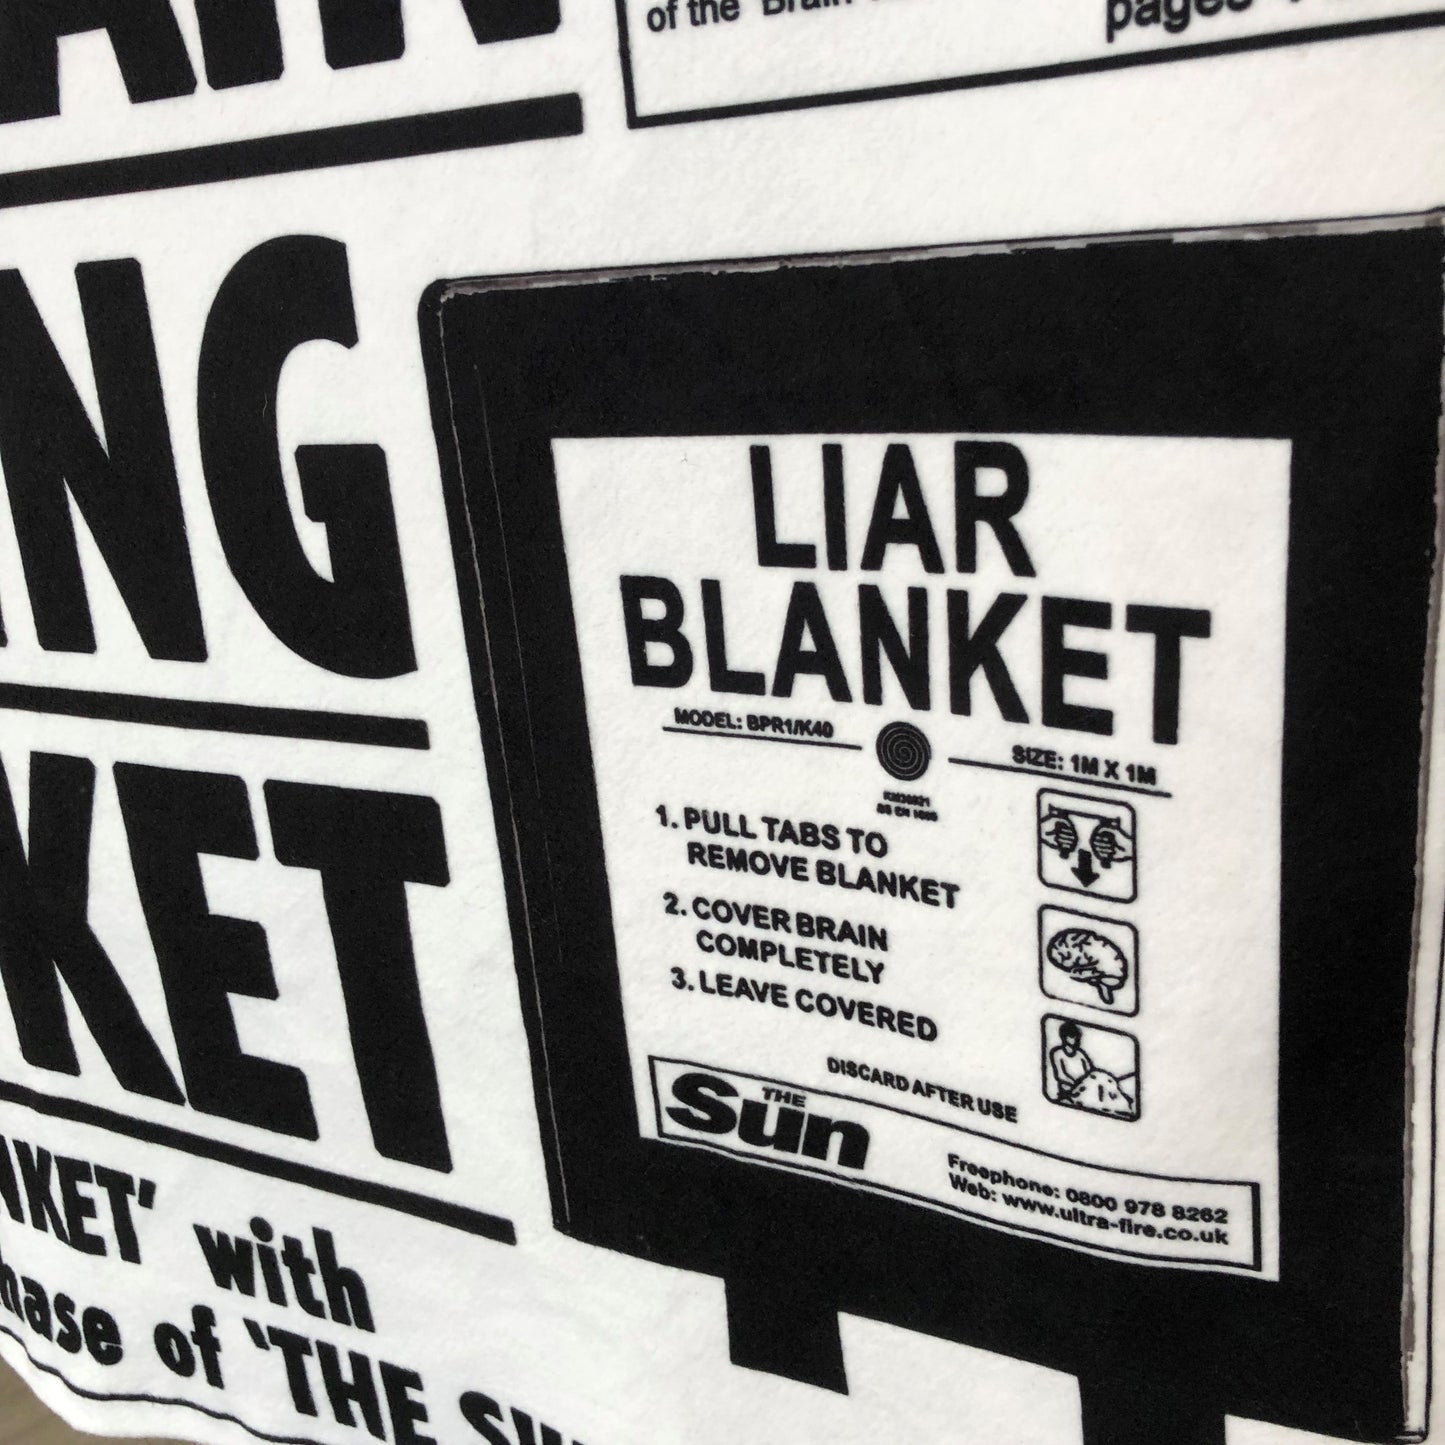 of the
pages
LIAR
BLANKET
MODEL: BPR1/K40
SIZE: 1M X 1M
1. PULL TABS TO
REMOVE BLANKET
2. COVER BRAIN
COMPLETELY
3. LEAVE COVERED
DISCARD AFTER USE
THE
Sun
Freephone: 0800 978 8262
Web: www.ultra-fire.co.uk
NG
KET
NKET' with
hase of 'THE SU